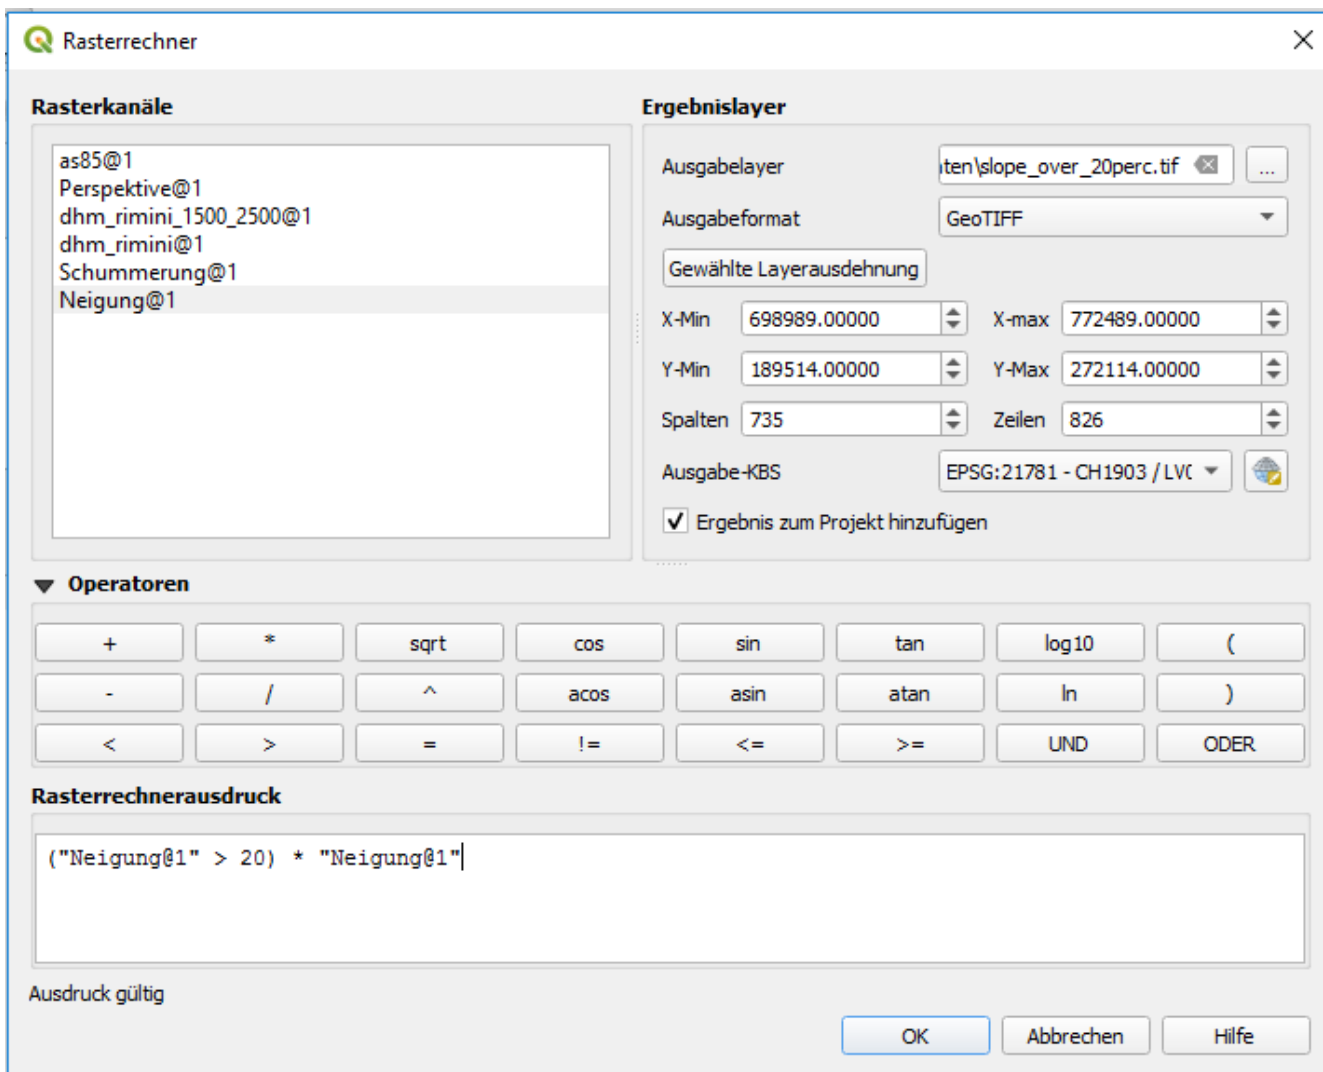 Rasterrechner
Rasterkanäle
as85@1
Perspektive@1
dhm_rimini_1500_2500@1
dhm_rimini@1
Schummerung@1
Neigung@1
Ergebnislayer
Ausgabelayer ıten\slope_over_20perc.tif ...
Ausgabeformat GeoTIFF
Gewählte Layerausdehnung
X-Min 698989.00000 X-max 772489.00000
Y-Min 189514.00000 Y-Max 272114.00000
Spalten 735 Zeilen 826
Ausgabe-KBS EPSG:21781 - CH1903 / LV0
Ergebnis zum Projekt hinzufügen
Operatoren
+ * sqrt cos sin tan log10 (
- / ^ acos asin atan ln )
< > = != <= >= UND ODER
Rasterrechnerausdruck
("Neigung@1" > 20) * "Neigung@1"
Ausdruck gültig
OK Abbrechen Hilfe